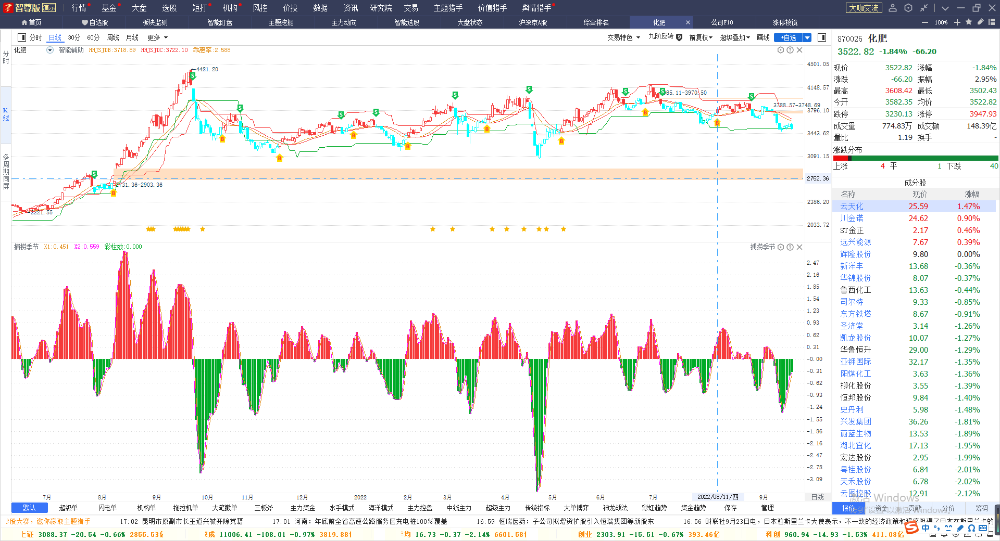 智尊版 演示 行情 基金 大盘 选股 短打 机构 风控 价投 数据 资讯 研究院 交易 主题猎手 价值猎手 舆情猎手 大咖交流
首页 自选股 板块监测 智能盯盘 主题挖掘 主力动向 智能选股 大盘状态 沪深京A股 综合排名 化肥 公司F10 涨停棱镜 100%
分时 日线 30分 60分 周线 月线 更多 交易特色 九阶反转 9 前复权 超级叠加 画线 +自选
分时
K线
多周期同屏
化肥 智能辅助 HHJSJDB:3718.89 HHJSJDC:3722.10 乖离率:2.588
4421.20
3788.57-3748.69
2731.36-2903.36
2221.55
4501.05
4148.57
3796.10
3443.62
3091.15
2752.36
2386.20
2033.72
捕捞季节 X1:0.451 X2:0.559 彩柱数:0.000 捕捞季节
2.47
2.16
1.85
1.54
1.23
0.93
0.62
0.31
-0.00
-0.31
-0.62
-0.93
-1.24
-1.55
-1.86
-2.16
-2.47
-2.78
-3.09
7月 8月 9月 10月 11月 12月 2022 2月 3月 4月 5月 6月 7月 2022/08/11/四 9月 日线
默认 超级单 闪电单 机构单 拖拉机单 大笔撤单 三板斧 主力资金 水手模式 海洋模式 主力控盘 中线主力 超级主力 传统指标 大单博弈 神龙战法 彩虹趋势 资金趋势 保存 管理
870026 化肥
3522.82 -1.84% -66.20
现价 3522.82 涨幅 -1.84%
涨跌 -66.20 振幅 2.95%
最高 3608.42 最低 3502.43
今开 3582.35 均价 3522.82
跌停 3230.13 涨停 3947.93
成交量 774.83万 成交额 148.39亿
量比 1.19 换手 -
涨跌分布
上涨 4 平 1 下跌 40
成分股
名称 现价 涨幅
云天化 25.59 1.47%
川金诺 24.62 0.90%
ST金正 2.17 0.46%
远兴能源 7.67 0.39%
辉隆股份 9.80 0.00%
新洋丰 13.68 -0.36%
华锦股份 8.07 -0.37%
鲁西化工 13.63 -0.44%
司尔特 9.33 -0.85%
东方铁塔 8.67 -0.91%
圣济堂 3.14 -1.26%
凯龙股份 10.07 -1.27%
华鲁恒升 29.00 -1.29%
亚钾国际 32.17 -1.35%
阳煤化工 3.63 -1.36%
柳化股份 3.55 -1.39%
恒邦股份 9.84 -1.40%
史丹利 5.98 -1.48%
兴发集团 36.26 -1.81%
蔚蓝生物 13.53 -1.89%
湖北宜化 17.13 -1.95%
宏达股份 2.95 -1.99%
粤桂股份 6.84 -2.01%
天禾股份 6.78 -2.02%
云图控股 12.91 -2.12%
激活 Windows
转到"设置"以激活 Windows。
报价 资金 贡献 分价 筹码
股大赛，邀你赢取主题猎手 17:02 昆明市原副市长王道兴被开除党籍 17:01 河南：年底前全省高速公路服务区充电桩100%覆盖 16:59 恒瑞医药：子公司拟增资扩股引入恒瑞集团等新股东 16:56 财联社9月23日电，日本驻斯里兰卡大使表示，不一致的经济政策和程序阻碍了日本在斯里兰卡的
上证 3088.37 -20.54 -0.66% 2855.53亿 成 11006.41 -108.01 -0.97% 3819.88亿 平均 16.73 -0.37 -2.14% 6601.58亿 创业 2303.91 -15.51 -0.67% 393.46亿 科创 960.94 -14.93 -1.53% 411.08亿
中